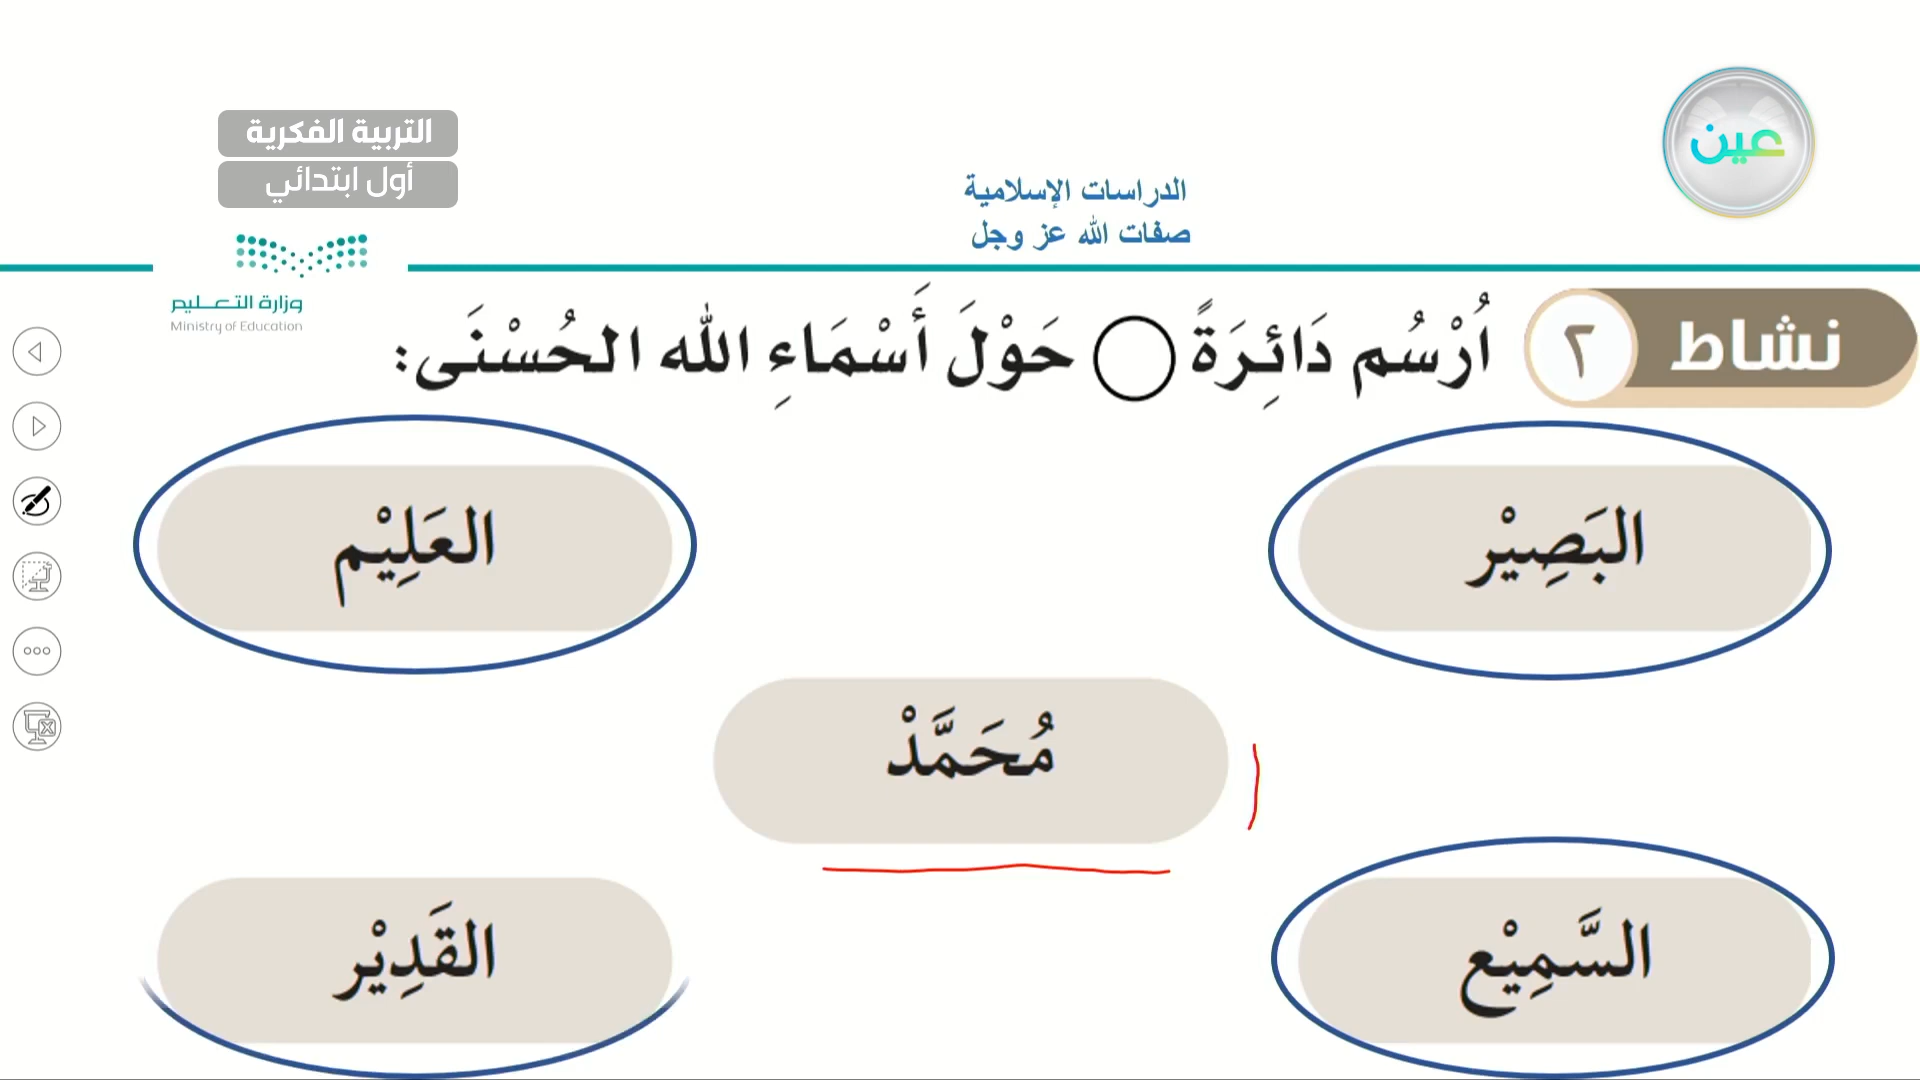 التربية الفكرية
أول ابتدائي
عين
الدراسات الإسلامية
صفات الله عز وجل
وزارة التعليم
Ministry of Education
نشاط ٢
اُرْسُم دَائِرَةً حَوْلَ أَسْمَاءِ الله الحُسْنَى:
البَصِيْر
العَلِيْم
مُحَمَّدْ
السَّمِيْع
القَدِيْر